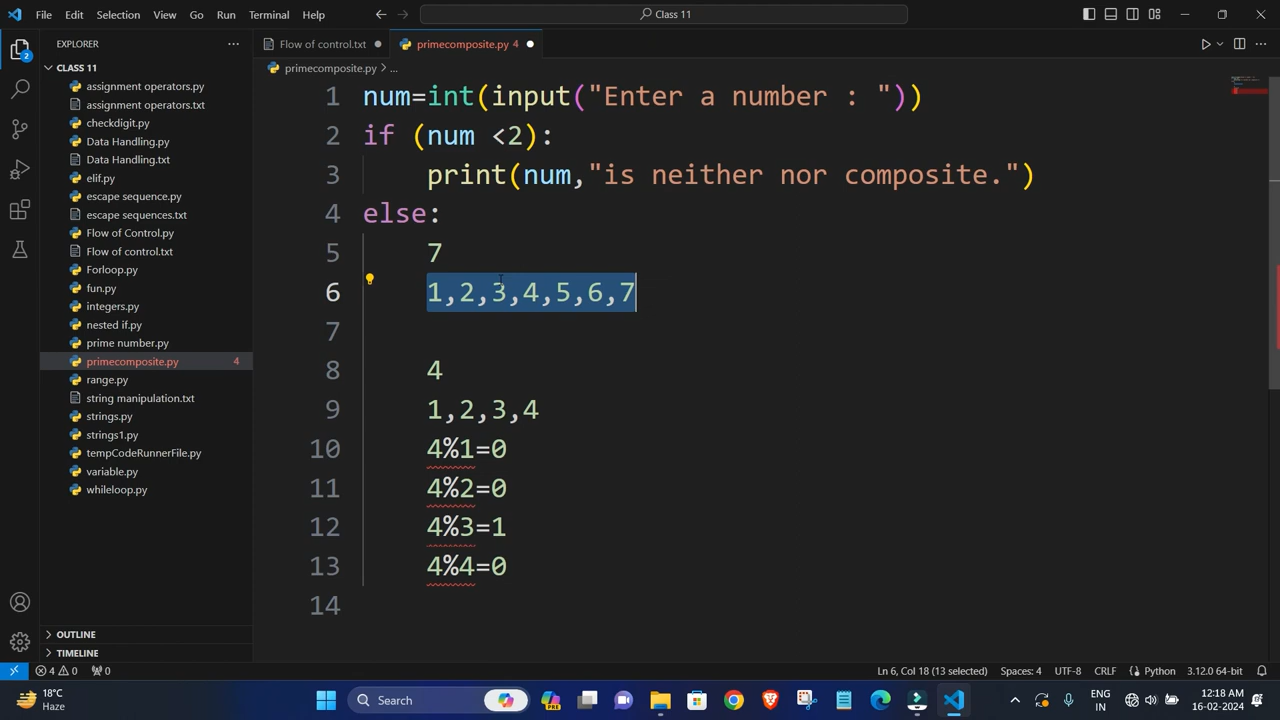 File Edit Selection View Go Run Terminal Help
Class 11
EXPLORER
CLASS 11
assignment operators.py
assignment operators.txt
checkdigit.py
Data Handling.py
Data Handling.txt
elif.py
escape sequence.py
escape sequences.txt
Flow of Control.py
Flow of control.txt
Forloop.py
fun.py
integers.py
nested if.py
prime number.py
primecomposite.py 4
range.py
string manipulation.txt
strings.py
strings1.py
tempCodeRunnerFile.py
variable.py
whileloop.py
OUTLINE
TIMELINE
2
Flow of control.txt
primecomposite.py 4
primecomposite.py > ...
1 num=int(input("Enter a number : "))
2 if (num <2):
3 print(num,"is neither nor composite.")
4 else:
5 7
6 1,2,3,4,5,6,7
7
8 4
9 1,2,3,4
10 4%1=0
11 4%2=0
12 4%3=1
13 4%4=0
14
4 0 0
Ln 6, Col 18 (13 selected) Spaces: 4 UTF-8 CRLF Python 3.12.0 64-bit
18°C
Haze
Search
PRE
ENG
IN
12:18 AM
16-02-2024